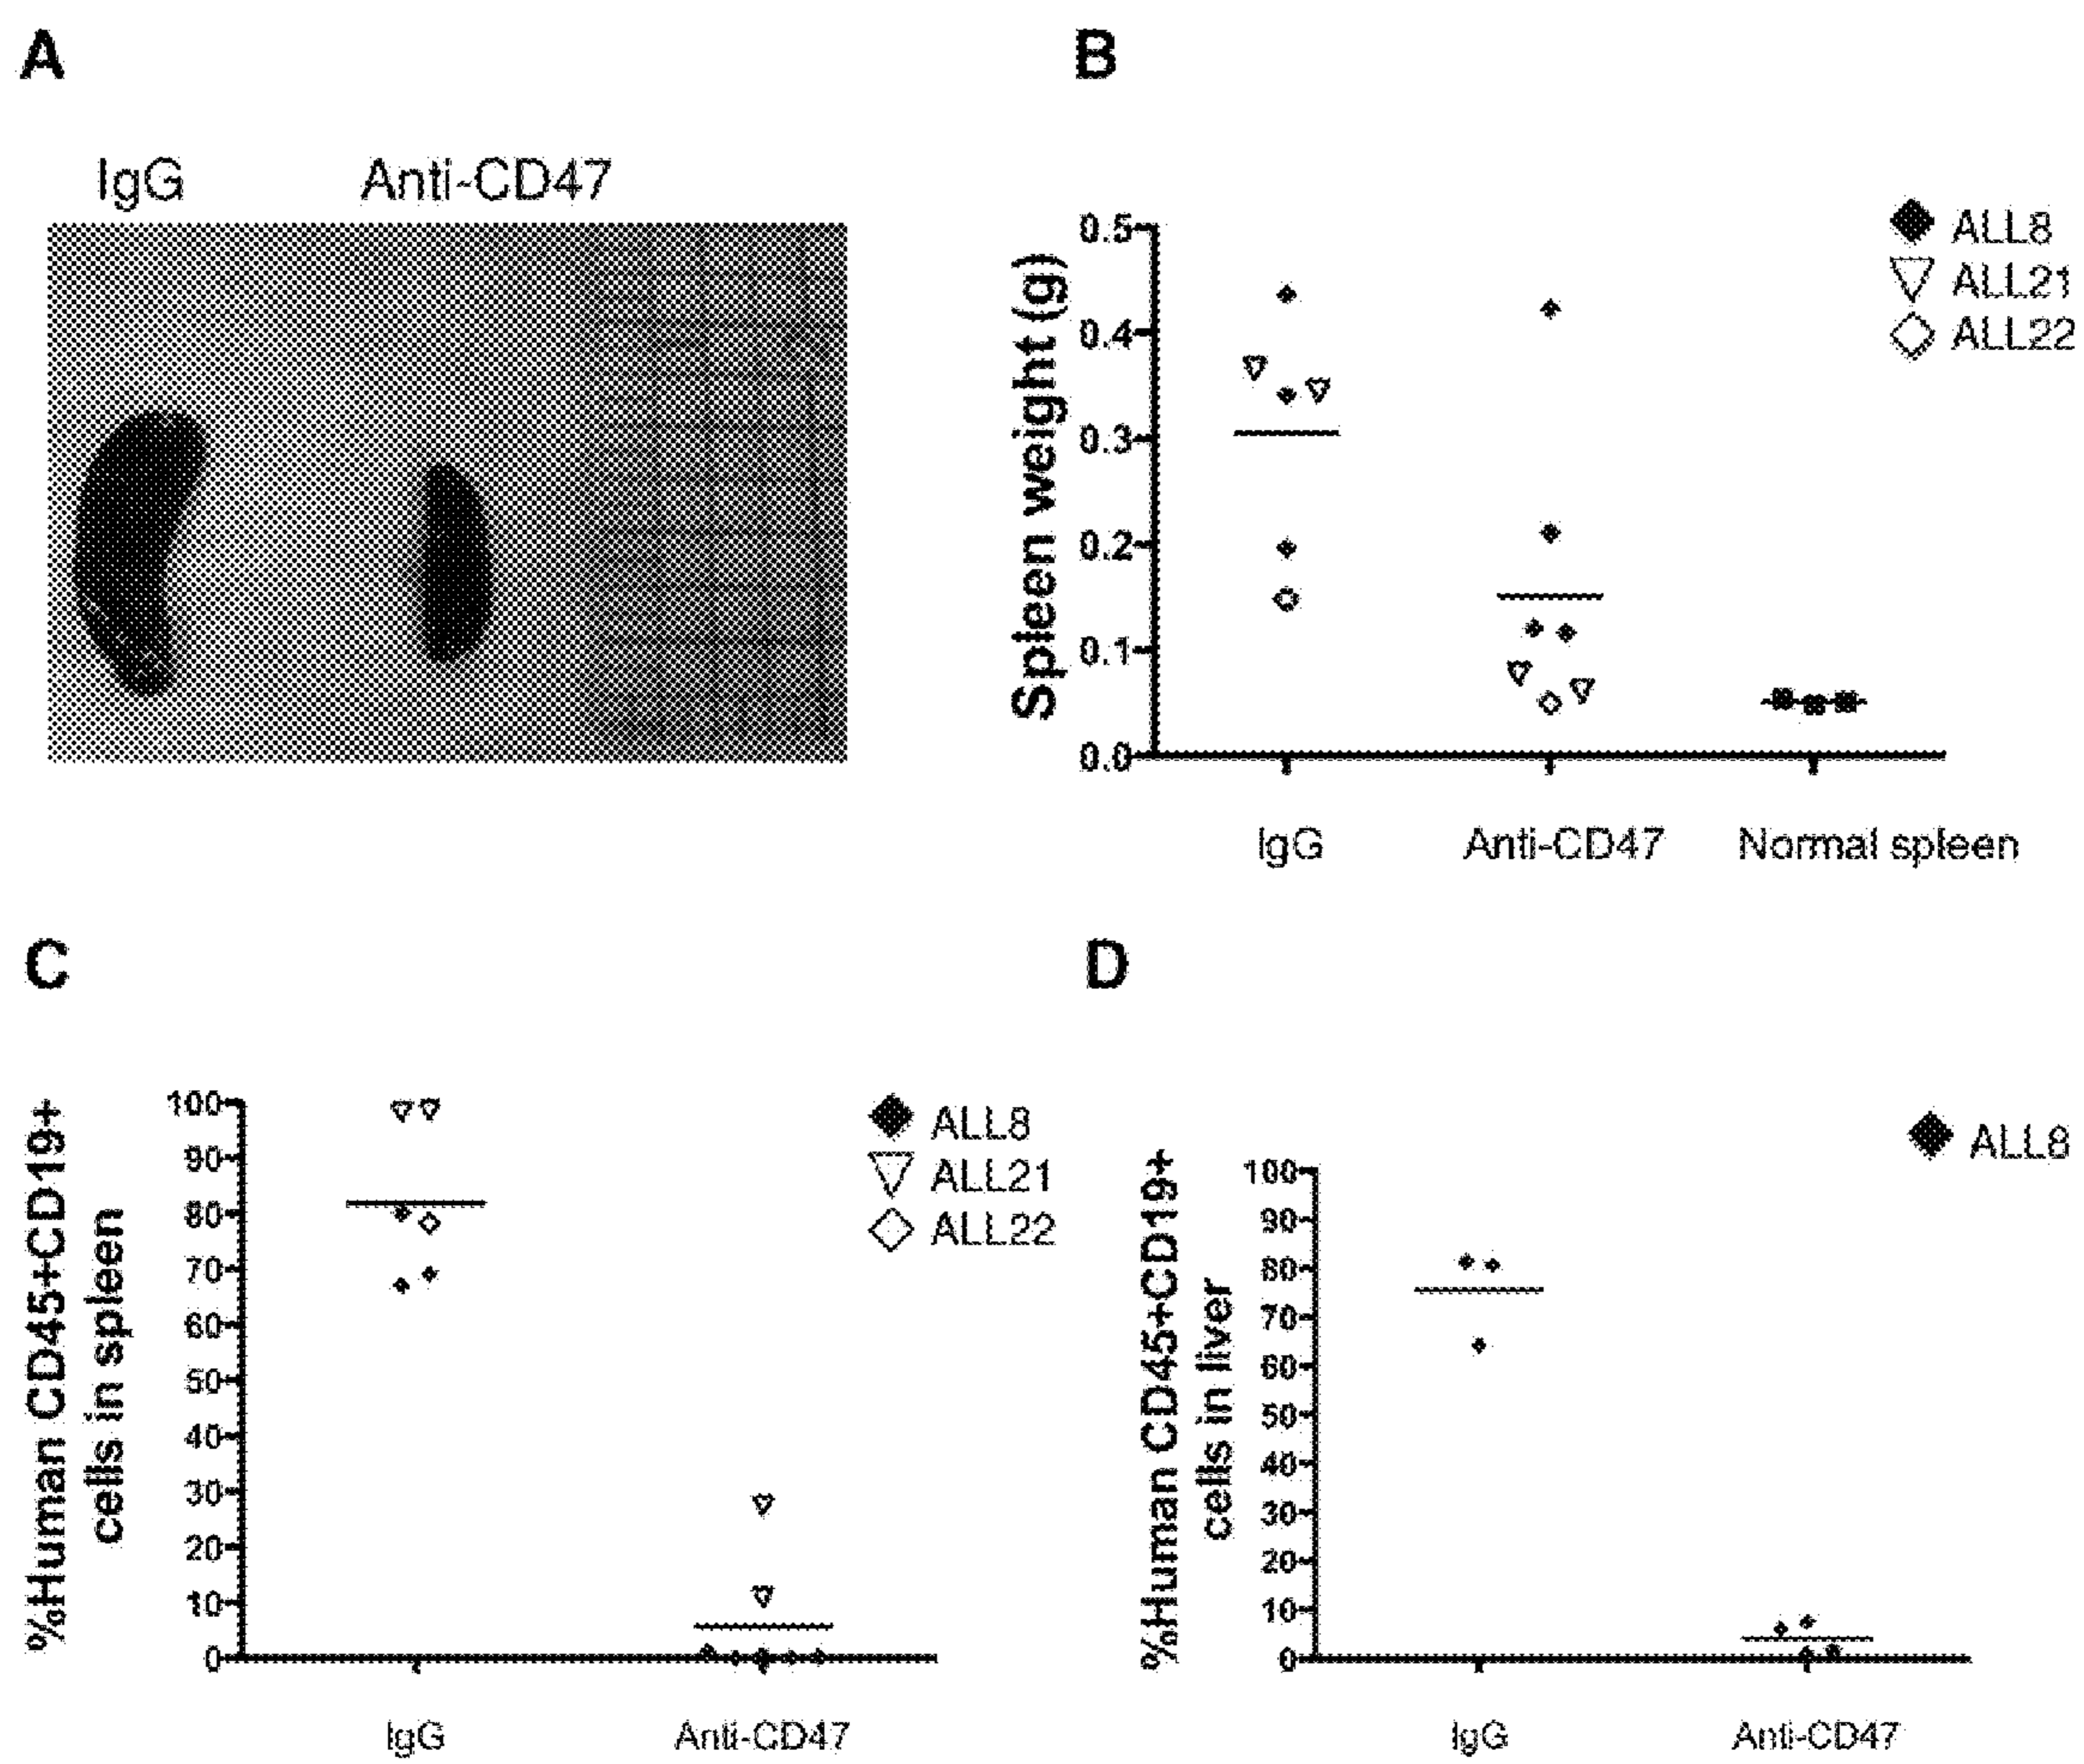 A
IgG Anti-CD47
B
Spleen weight (g)
0.5
0.4
0.3
0.2
0.1
0.0
IgG Anti-CD47 Normal spleen
ALL8
ALL21
ALL22
C
%Human CD45+CD19+
cells in spleen
100
90
80
70
60
50
40
30
20
10
0
IgG Anti-CD47
ALL8
ALL21
ALL22
D
%Human CD45+CD19+
cells in liver
100
90
80
70
60
50
40
30
20
10
0
IgG Anti-CD47
ALL8